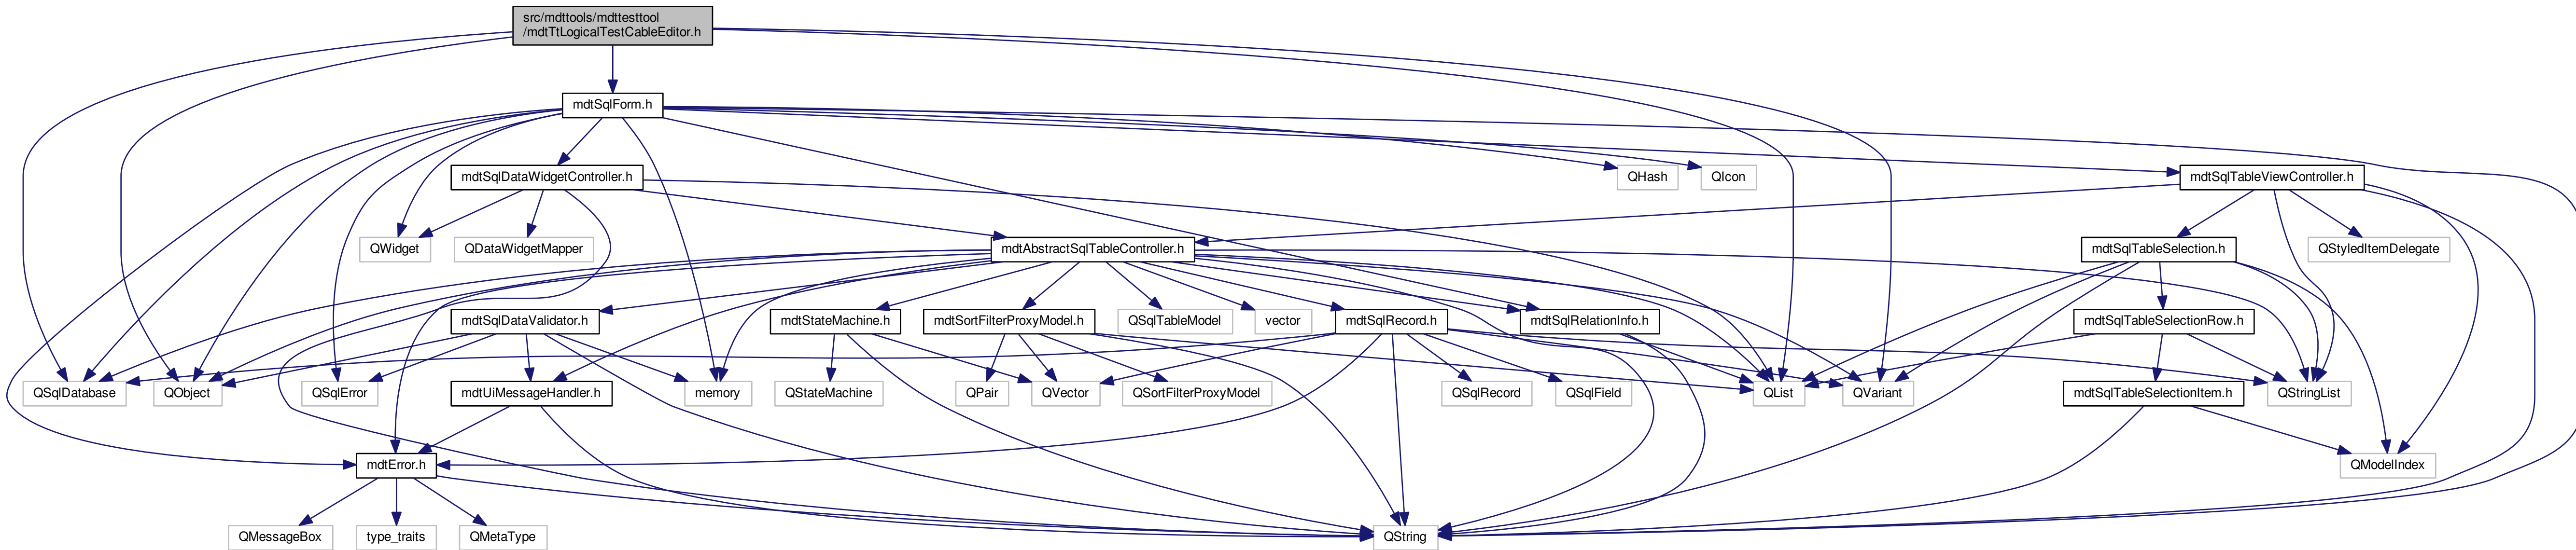 src/mdttools/mdttesttool
/mdtTtLogicalTestCableEditor.h
mdtSqlForm.h
mdtSqlDataWidgetController.h
QHash
QIcon
mdtSqlTableViewController.h
QWidget
QDataWidgetMapper
mdtAbstractSqlTableController.h
mdtSqlTableSelection.h
QStyledItemDelegate
mdtSqlDataValidator.h
mdtStateMachine.h
mdtSortFilterProxyModel.h
QSqlTableModel
vector
mdtSqlRecord.h
mdtSqlRelationInfo.h
mdtSqlTableSelectionRow.h
QSqlDatabase
QObject
QSqlError
mdtUiMessageHandler.h
memory
QStateMachine
QPair
QVector
QSortFilterProxyModel
QSqlRecord
QSqlField
QList
QVariant
mdtSqlTableSelectionItem.h
QStringList
mdtError.h
QModelIndex
QMessageBox
type_traits
QMetaType
QString